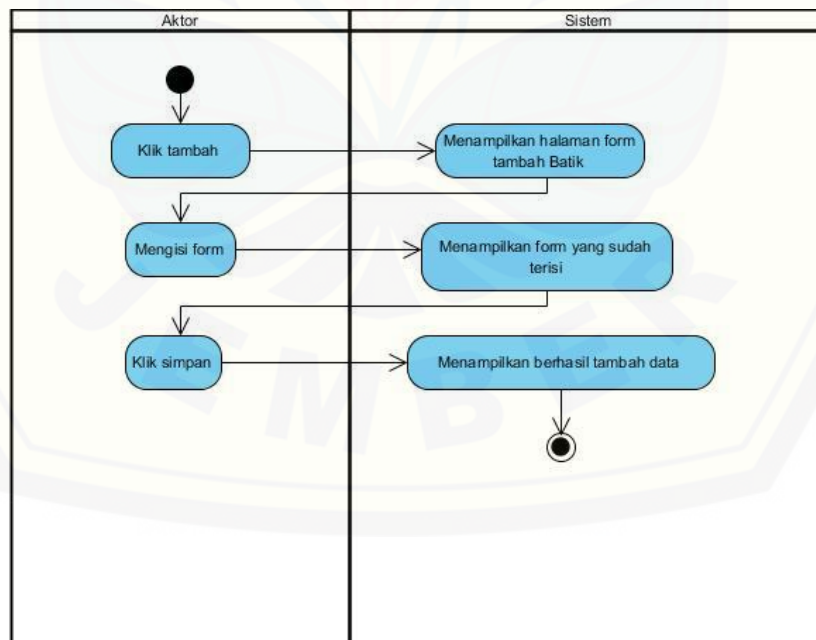 Aktor
Sistem
Klik tambah
Menampilkan halaman form
tambah Batik
Mengisi form
Menampilkan form yang sudah
terisi
Klik simpan
Menampilkan berhasil tambah data
JEMBER